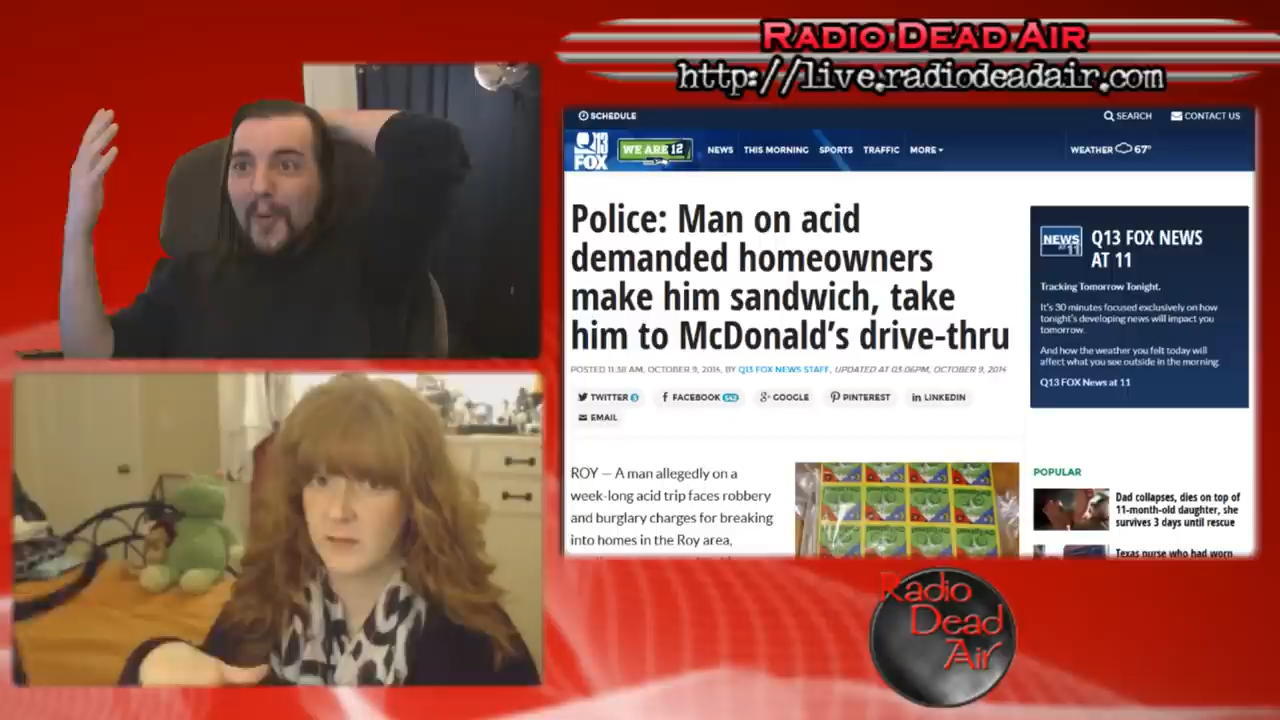 Radio Dead Air
http://live.radiodeadair.com
SCHEDULE
SEARCH
CONTACT US
Q13
FOX
WE ARE 12
NEWS
THIS MORNING
SPORTS
TRAFFIC
MORE
WEATHER 67°
Police: Man on acid
demanded homeowners
make him sandwich, take
him to McDonald's drive-thru
POSTED 11:38 AM, OCTOBER 9, 2014, BY Q13 FOX NEWS STAFF, UPDATED AT 03:06PM, OCTOBER 9, 2014
TWITTER
FACEBOOK
GOOGLE
PINTEREST
LINKEDIN
EMAIL
ROY — A man allegedly on a
week-long acid trip faces robbery
and burglary charges for breaking
into homes in the Roy area,
NEWS
AT 11
Q13 FOX NEWS
AT 11
Tracking Tomorrow Tonight.
It's 30 minutes focused exclusively on how
tonight's developing news will impact you
tomorrow.
And how the weather you felt today will
affect what you see outside in the morning.
Q13 FOX News at 11
POPULAR
Dad collapses, dies on top of
11-month-old daughter, she
survives 3 days until rescue
Texas nurse who had worn
Radio
Dead
Air